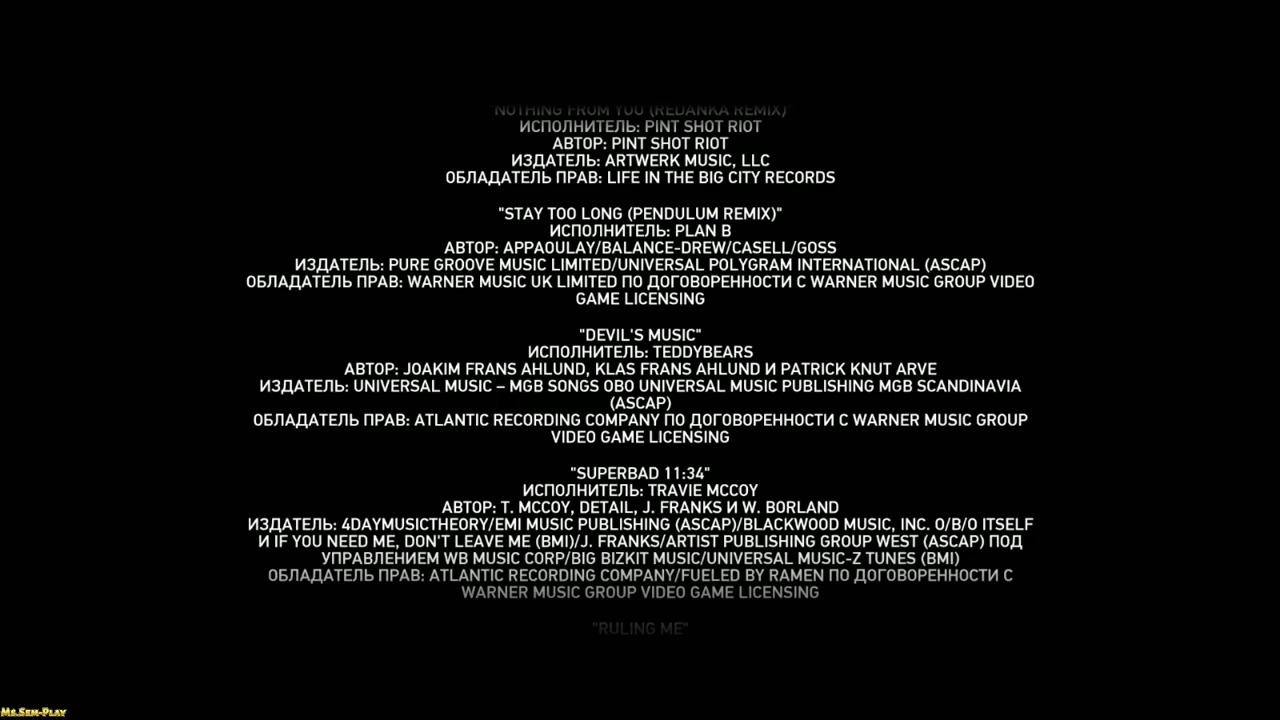 "NOTHING FROM YOU (REDANKA REMIX)"
ИСПОЛНИТЕЛЬ: PINT SHOT RIOT
АВТОР: PINT SHOT RIOT
ИЗДАТЕЛЬ: ARTWERK MUSIC, LLC
ОБЛАДАТЕЛЬ ПРАВ: LIFE IN THE BIG CITY RECORDS
"STAY TOO LONG (PENDULUM REMIX)"
ИСПОЛНИТЕЛЬ: PLAN B
АВТОР: APPAOULAY/BALANCE-DREW/CASELL/GOSS
ИЗДАТЕЛЬ: PURE GROOVE MUSIC LIMITED/UNIVERSAL POLYGRAM INTERNATIONAL (ASCAP)
ОБЛАДАТЕЛЬ ПРАВ: WARNER MUSIC UK LIMITED ПО ДОГОВОРЕННОСТИ С WARNER MUSIC GROUP VIDEO
GAME LICENSING
"DEVIL'S MUSIC"
ИСПОЛНИТЕЛЬ: TEDDYBEARS
АВТОР: JOAKIM FRANS AHLUND, KLAS FRANS AHLUND И PATRICK KNUT ARVE
ИЗДАТЕЛЬ: UNIVERSAL MUSIC – MGB SONGS OBO UNIVERSAL MUSIC PUBLISHING MGB SCANDINAVIA
(ASCAP)
ОБЛАДАТЕЛЬ ПРАВ: ATLANTIC RECORDING COMPANY ПО ДОГОВОРЕННОСТИ С WARNER MUSIC GROUP
VIDEO GAME LICENSING
"SUPERBAD 11:34"
ИСПОЛНИТЕЛЬ: TRAVIE MCCOY
АВТОР: T. MCCOY, DETAIL, J. FRANKS И W. BORLAND
ИЗДАТЕЛЬ: 4DAYMUSICTHEORY/EMI MUSIC PUBLISHING (ASCAP)/BLACKWOOD MUSIC, INC. O/B/O ITSELF
И IF YOU NEED ME, DON'T LEAVE ME (BMI)/J. FRANKS/ARTIST PUBLISHING GROUP WEST (ASCAP) ПОД
УПРАВЛЕНИЕМ WB MUSIC CORP/BIG BIZKIT MUSIC/UNIVERSAL MUSIC-Z TUNES (BMI)
ОБЛАДАТЕЛЬ ПРАВ: ATLANTIC RECORDING COMPANY/FUELED BY RAMEN ПО ДОГОВОРЕННОСТИ С
WARNER MUSIC GROUP VIDEO GAME LICENSING
"RULING ME"
Ms.Sem-Play